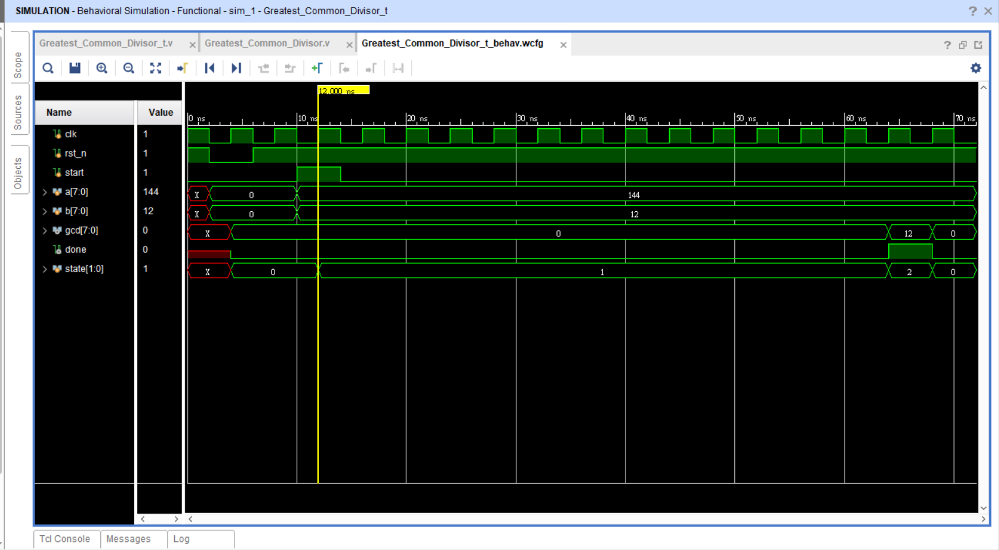 SIMULATION - Behavioral Simulation - Functional - sim_1 - Greatest_Common_Divisor_t
? ×
Scope
Sources
Objects
Greatest_Common_Divisor_t.v ×
Greatest_Common_Divisor.v ×
Greatest_Common_Divisor_t_behav.wcfg ×
?
12.000 ns
Name Value
0 ns 10 ns 20 ns 30 ns 40 ns 50 ns 60 ns 70 ns
clk 1
rst_n 1
start 1
a[7:0] 144 X 0 144
b[7:0] 12 X 0 12
gcd[7:0] 0 X 0 12 0
done 0
state[1:0] 1 X 0 1 2 0
Tcl Console Messages Log